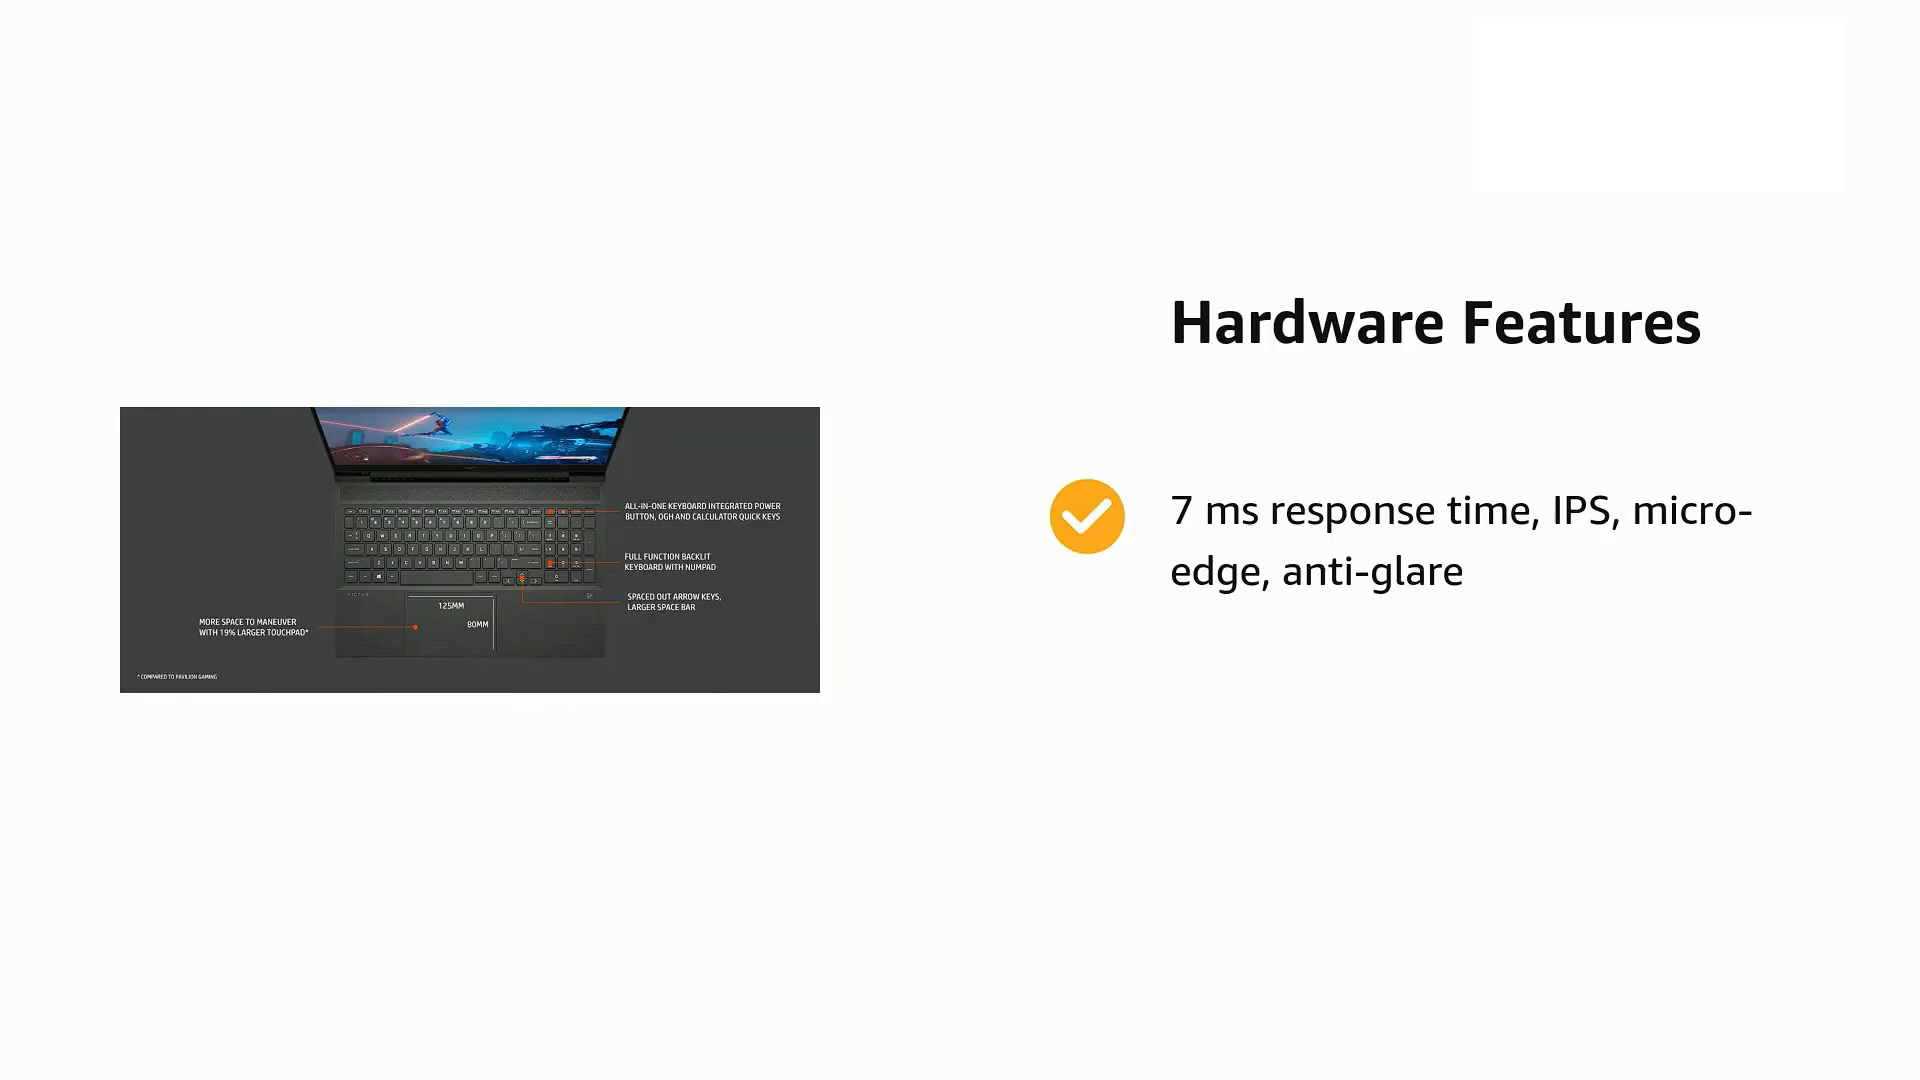 Hardware Features
7 ms response time, IPS, micro-
edge, anti-glare
ALL-IN-ONE KEYBOARD INTEGRATED POWER
BUTTON, OGH AND CALCULATOR QUICK KEYS
FULL FUNCTION BACKLIT
KEYBOARD WITH NUMPAD
SPACED OUT ARROW KEYS,
LARGER SPACE BAR
125MM
80MM
MORE SPACE TO MANEUVER
WITH 19% LARGER TOUCHPAD*
* COMPARED TO PAVILION GAMING
VICTUS